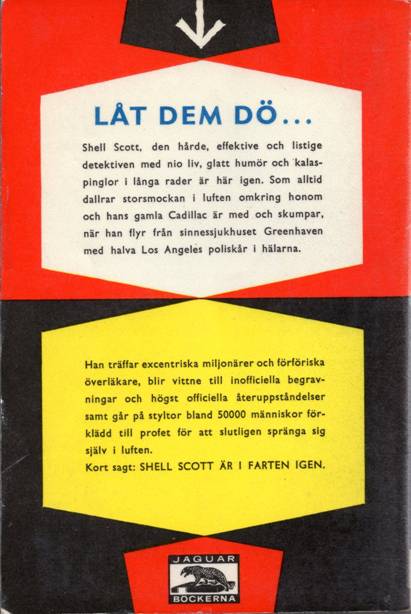 LÅT DEM DÖ...
Shell Scott, den hårde, effektive och listige
detektiven med nio liv, glatt humör och kalas-
pinglor i långa rader är här igen. Som alltid
dallrar storsmockan i luften omkring honom
och hans gamla Cadillac är med och skumpar,
när han flyr från sinnessjukhuset Greenhaven
med halva Los Angeles poliskår i hälarna.
Han träffar excentriska miljonärer och förföriska
överläkare, blir vittne till inofficiella begrav-
ningar och högst officiella återuppståndelser
samt går på styltor bland 50000 människor för-
klädd till profet för att slutligen spränga sig
själv i luften.
Kort sagt: SHELL SCOTT ÄR I FARTEN IGEN.
JAGUAR
BÖCKERNA